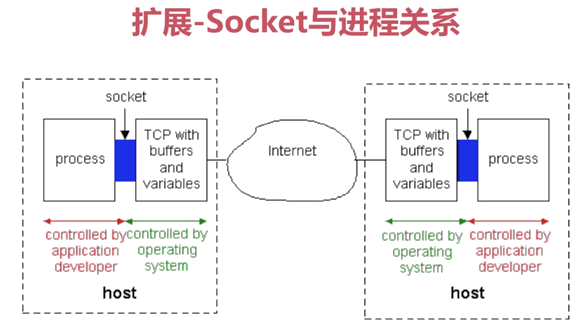 扩展-Socket与进程关系
socket
process
TCP with
buffers
and
variables
controlled by
application
developer
controlled by
operating
system
host
Internet
socket
TCP with
buffers
and
variables
process
controlled by
operating
system
controlled by
application
developer
host